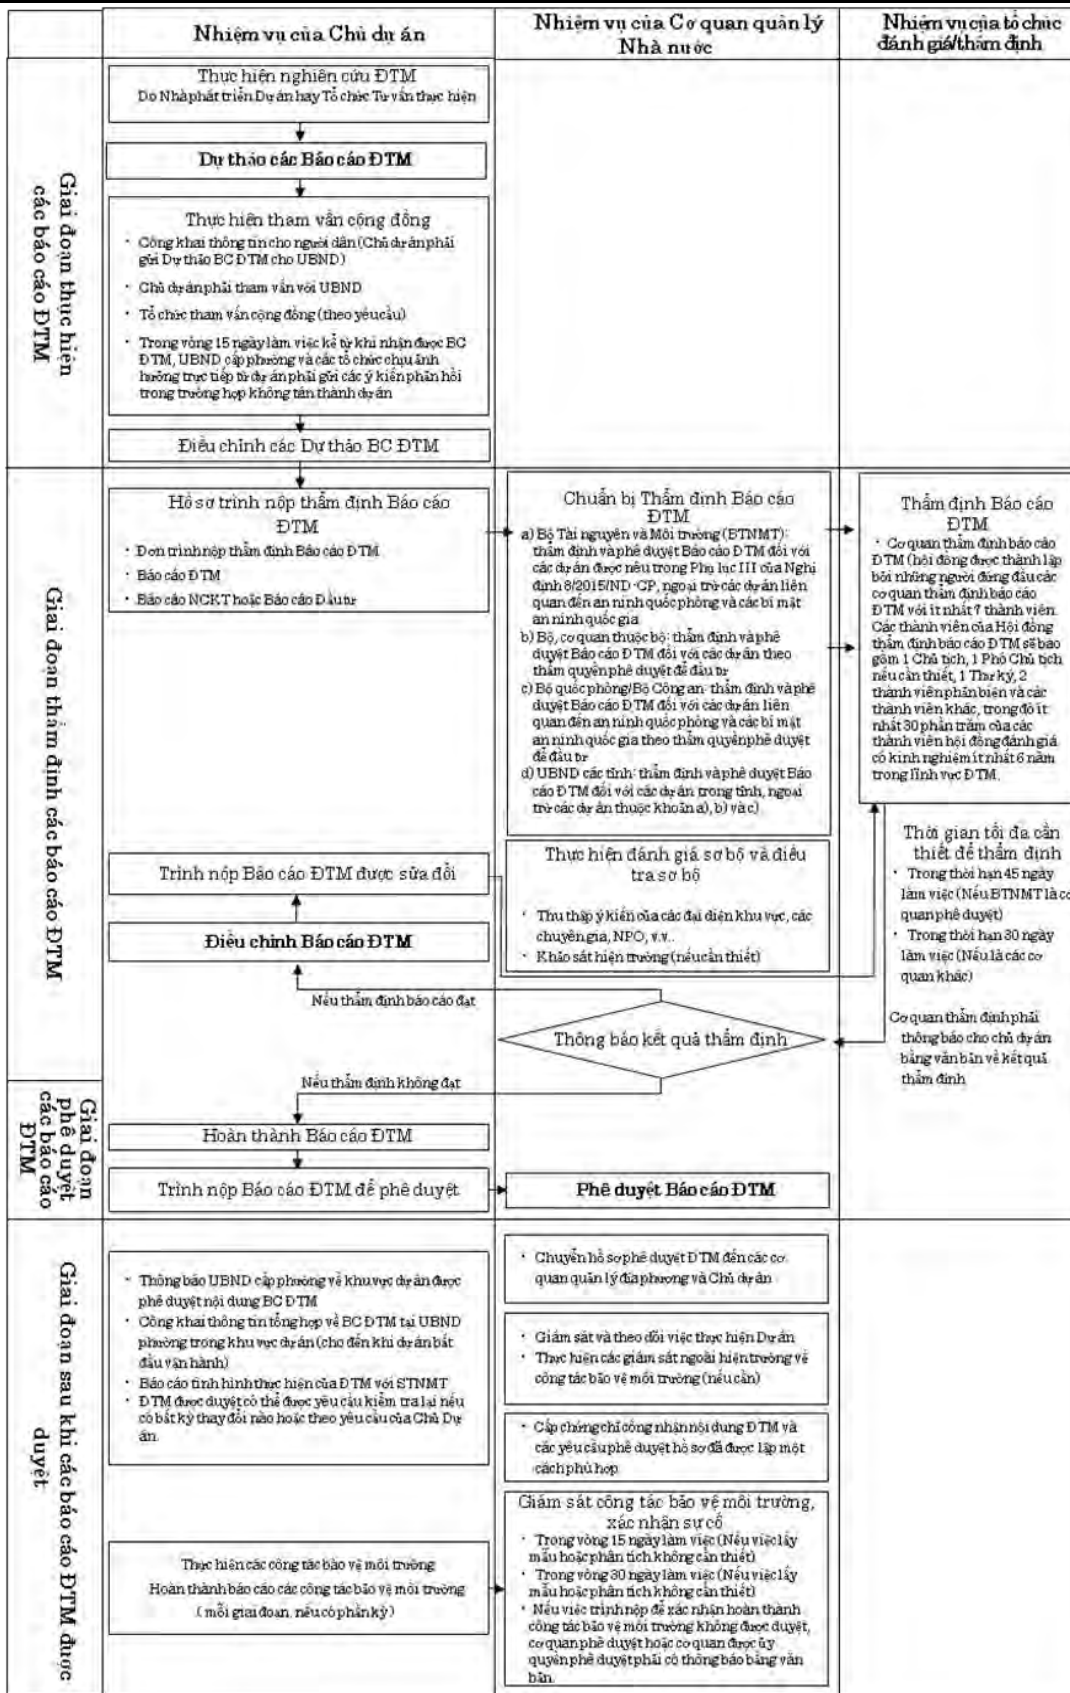 Nhiệm vụ của Chủ dự án
Nhiệm vụ của Cơ quan quản lý
Nhà nước
Nhiệm vụ của tổ chức
đánh giá/thẩm định
Giai đoạn thực hiện
các báo cáo ĐTM
Thực hiện nghiên cứu ĐTM
Do Nhà phát triển Dự án hay Tổ chức Tư vấn thực hiện
Dự thảo các Báo cáo ĐTM
Thực hiện tham vấn cộng đồng
· Công khai thông tin cho người dân (Chủ dự án phải
gửi Dự thảo BC ĐTM cho UBND)
· Chủ dự án phải tham vấn với UBND
· Tổ chức tham vấn cộng đồng (theo yêu cầu)
· Trong vòng 15 ngày làm việc kể từ khi nhận được BC
ĐTM, UBND cấp phường và các tổ chức chịu ảnh
hưởng trực tiếp từ dự án phải gửi các ý kiến phản hồi
trong trường hợp không tán thành dự án
Điều chỉnh các Dự thảo BC ĐTM
Giai đoạn thẩm định các báo cáo ĐTM
Hồ sơ trình nộp thẩm định Báo cáo
ĐTM
· Đơn trình nộp thẩm định Báo cáo ĐTM
· Báo cáo ĐTM
· Báo cáo NCKT hoặc Báo cáo Đầu tư
Chuẩn bị Thẩm định Báo cáo
ĐTM
a) Bộ Tài nguyên và Môi trường (BTNMT):
thẩm định và phê duyệt Báo cáo ĐTM đối với
các dự án được nêu trong Phụ lục III của Nghị
định 8/2015/ND-CP, ngoại trừ các dự án liên
quan đến an ninh quốc phòng và các bí mật
an ninh quốc gia
b) Bộ, cơ quan thuộc bộ: thẩm định và phê
duyệt Báo cáo ĐTM đối với các dự án theo
thẩm quyền phê duyệt để đầu tư
c) Bộ quốc phòng/Bộ Công an: thẩm định và phê
duyệt Báo cáo ĐTM đối với các dự án liên
quan đến an ninh quốc phòng và các bí mật
an ninh quốc gia theo thẩm quyền phê duyệt
để đầu tư
d) UBND các tỉnh: thẩm định và phê duyệt Báo
cáo ĐTM đối với các dự án trong tỉnh, ngoại
trừ các dự án thuộc khoản a), b) và c)
Thẩm định Báo cáo
ĐTM
· Cơ quan thẩm định báo cáo
ĐTM (hội đồng được thành lập
bởi những người đứng đầu các
cơ quan thẩm định báo cáo
ĐTM với ít nhất 7 thành viên.
Các thành viên của Hội đồng
thẩm định báo cáo ĐTM sẽ bao
gồm 1 Chủ tịch, 1 Phó Chủ tịch
nếu cần thiết, 1 Thư ký, 2
thành viên phản biện và các
thành viên khác, trong đó ít
nhất 30 phần trăm của các
thành viên hội đồng đánh giá
có kinh nghiệm ít nhất 6 năm
trong lĩnh vực ĐTM.
Thời gian tối đa cần
thiết để thẩm định
· Trong thời hạn 45 ngày
làm việc (Nếu BTNMT là cơ
quan phê duyệt)
· Trong thời hạn 30 ngày
làm việc (Nếu là các cơ
quan khác)
Cơ quan thẩm định phải
thông báo cho chủ dự án
bằng văn bản về kết quả
thẩm định
Trình nộp Báo cáo ĐTM được sửa đổi
Điều chỉnh Báo cáo ĐTM
Thực hiện đánh giá sơ bộ và điều
tra sơ bộ
· Thu thập ý kiến của các đại diện khu vực, các
chuyên gia, NPO, v.v..
· Khảo sát hiện trường (nếu cần thiết)
Nếu thẩm định báo cáo đạt
Thông báo kết quả thẩm định
Nếu thẩm định không đạt
Giai đoạn
phê duyệt
các báo cáo
ĐTM
Hoàn thành Báo cáo ĐTM
Trình nộp Báo cáo ĐTM để phê duyệt
Phê duyệt Báo cáo ĐTM
Giai đoạn sau khi các báo cáo ĐTM được
duyệt
· Thông báo UBND cấp phường về khu vực dự án được
phê duyệt nội dung BC ĐTM
· Công khai thông tin tổng hợp về BC ĐTM tại UBND
phường trong khu vực dự án (cho đến khi dự án bắt
đầu vận hành)
· Báo cáo tình hình thực hiện của ĐTM với STNMT
· ĐTM được duyệt có thể được yêu cầu kiểm tra lại nếu
có bất kỳ thay đổi nào hoặc theo yêu cầu của Chủ Dự
án.
· Chuyển hồ sơ phê duyệt ĐTM đến các cơ
quan quản lý địa phương và Chủ dự án
· Giám sát và theo dõi việc thực hiện Dự án
· Thực hiện các giám sát ngoài hiện trường về
công tác bảo vệ môi trường (nếu cần)
· Cấp chứng chỉ công nhận nội dung ĐTM và
các yêu cầu phê duyệt hồ sơ đã được lập một
cách phù hợp
Thực hiện các công tác bảo vệ môi trường
Hoàn thành báo cáo các công tác bảo vệ môi trường
(mỗi giai đoạn, nếu có phân kỳ)
Giám sát công tác bảo vệ môi trường,
xác nhận sự cố
· Trong vòng 15 ngày làm việc (Nếu việc lấy
mẫu hoặc phân tích không cần thiết)
· Trong vòng 30 ngày làm việc (Nếu việc lấy
mẫu hoặc phân tích không cần thiết)
· Nếu việc trình nộp để xác nhận hoàn thành
công tác bảo vệ môi trường không được duyệt,
cơ quan phê duyệt hoặc cơ quan được ủy
quyền phê duyệt phải có thông báo bằng văn
bản.